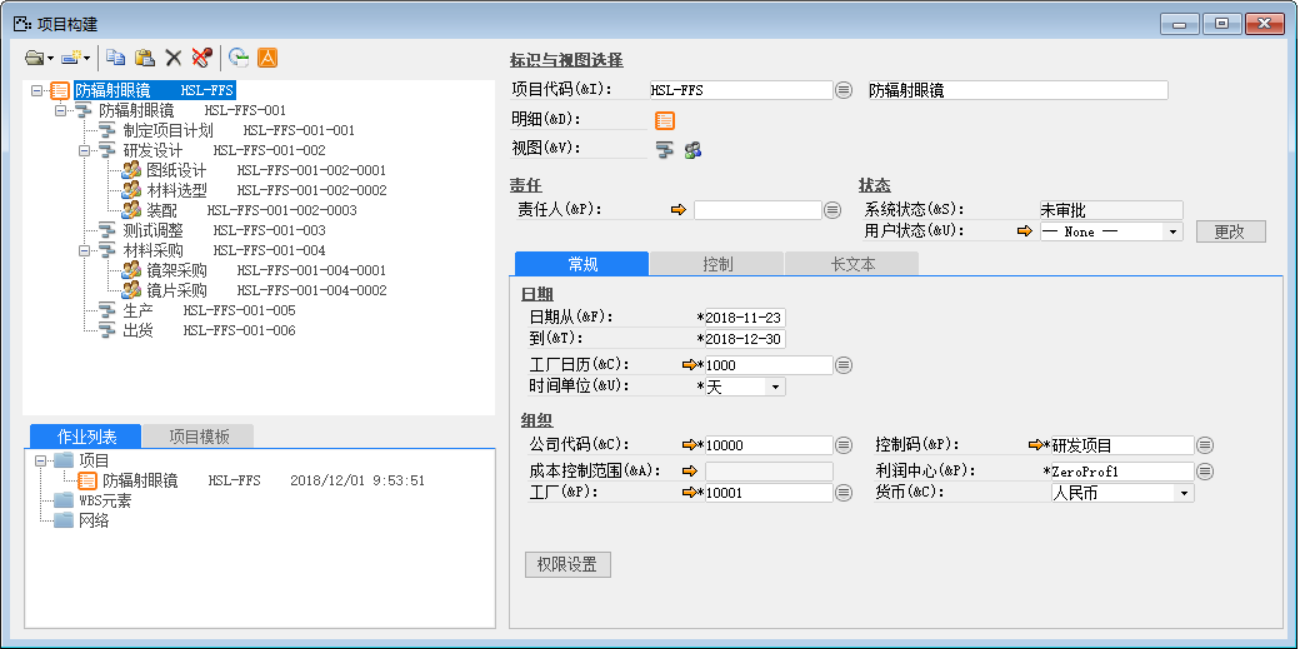 项目构建
防辐射眼镜 HSL-FFS
防辐射眼镜 HSL-FFS-001
制定项目计划 HSL-FFS-001-001
研发设计 HSL-FFS-001-002
图纸设计 HSL-FFS-001-002-0001
材料选型 HSL-FFS-001-002-0002
装配 HSL-FFS-001-002-0003
测试调整 HSL-FFS-001-003
材料采购 HSL-FFS-001-004
镜架采购 HSL-FFS-001-004-0001
镜片采购 HSL-FFS-001-004-0002
生产 HSL-FFS-001-005
出货 HSL-FFS-001-006
作业列表 项目模板
项目
防辐射眼镜 HSL-FFS 2018/12/01 9:53:51
WBS元素
网络
标识与视图选择
项目代码(&I): HSL-FFS 防辐射眼镜
明细(&D):
视图(&V):
责任 状态
责任人(&P): 系统状态(&S): 未审批
用户状态(&U): — None — 更改
常规 控制 长文本
日期
日期从(&F): *2018-11-23
到(&T): *2018-12-30
工厂日历(&C): *1000
时间单位(&U): *天
组织
公司代码(&C): *10000 控制码(&P): *研发项目
成本控制范围(&A): 利润中心(&P): *ZeroProf1
工厂(&P): *10001 货币(&C): 人民币
权限设置